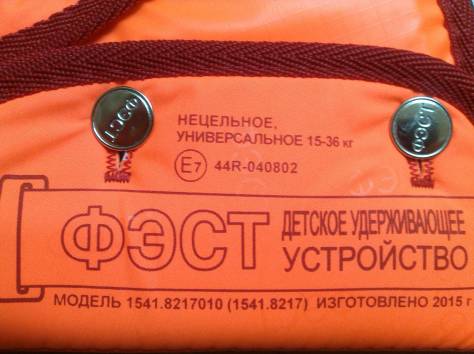 ФЭСТ
ФЭСТ
НЕЦЕЛЬНОЕ,
УНИВЕРСАЛЬНОЕ 15-36 кг
E7 44R-040802
ФЭСТ
ДЕТСКОЕ УДЕРЖИВАЮЩЕЕ
УСТРОЙСТВО
МОДЕЛЬ 1541.8217010 (1541.8217) ИЗГОТОВЛЕНО 2015 г